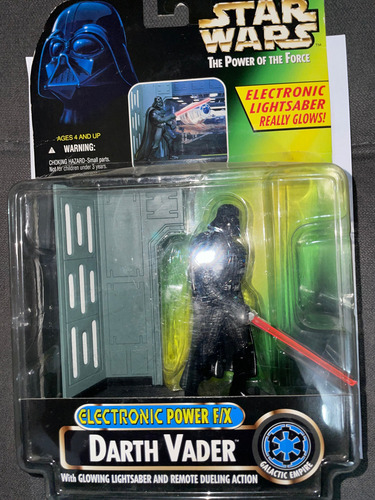 STAR
WARS
THE POWER OF THE FORCE
ELECTRONIC
LIGHTSABER
REALLY GLOWS!
AGES 4 AND UP
⚠ WARNING:
CHOKING HAZARD-Small parts.
Not for children under 3 years.
ELECTRONIC POWER F/X
DARTH VADER™
WITH GLOWING LIGHTSABER AND REMOTE DUELING ACTION
GALACTIC EMPIRE